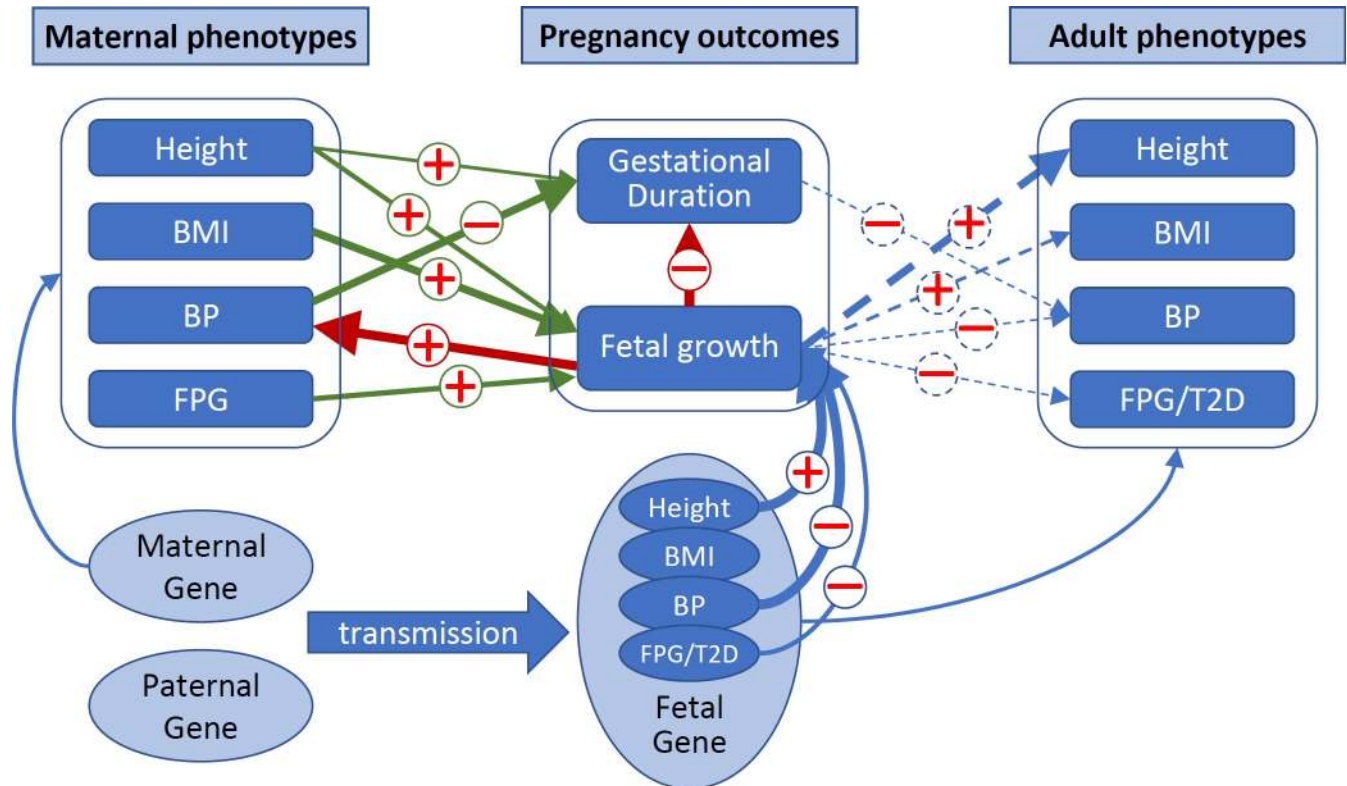 Maternal phenotypes
Pregnancy outcomes
Adult phenotypes
Height
BMI
BP
FPG
+
+
−
+
+
+
Gestational
Duration
−
Fetal growth
−
+
+
−
−
Height
BMI
BP
FPG/T2D
Maternal
Gene
Paternal
Gene
transmission
Height
BMI
BP
FPG/T2D
Fetal
Gene
+
−
−